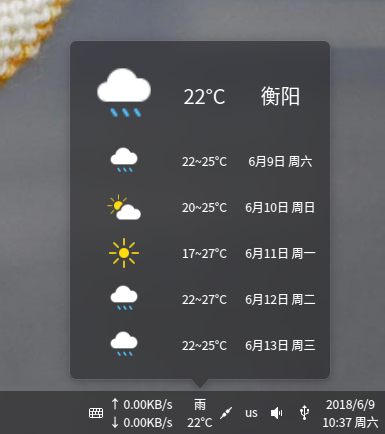 22°C 衡阳
22~25°C 6月9日 周六
20~25°C 6月10日 周日
17~27°C 6月11日 周一
22~27°C 6月12日 周二
22~25°C 6月13日 周三
↑ 0.00KB/s 雨 2018/6/9
↓ 0.00KB/s 22°C us 10:37 周六